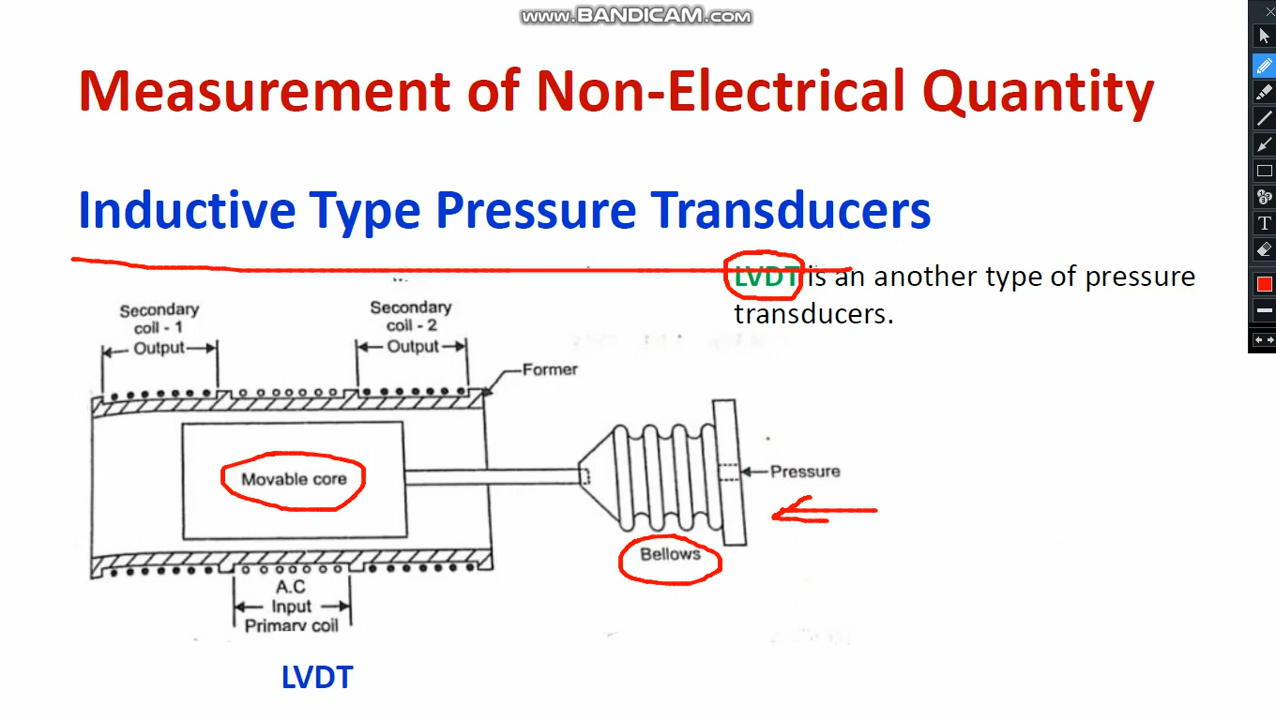 www.BANDICAM.com
Measurement of Non-Electrical Quantity
Inductive Type Pressure Transducers
LVDT is an another type of pressure
transducers.
Secondary
coil - 1
Output
Secondary
coil - 2
Output
Former
Movable core
Pressure
Bellows
A.C
Input
Primary coil
LVDT
T